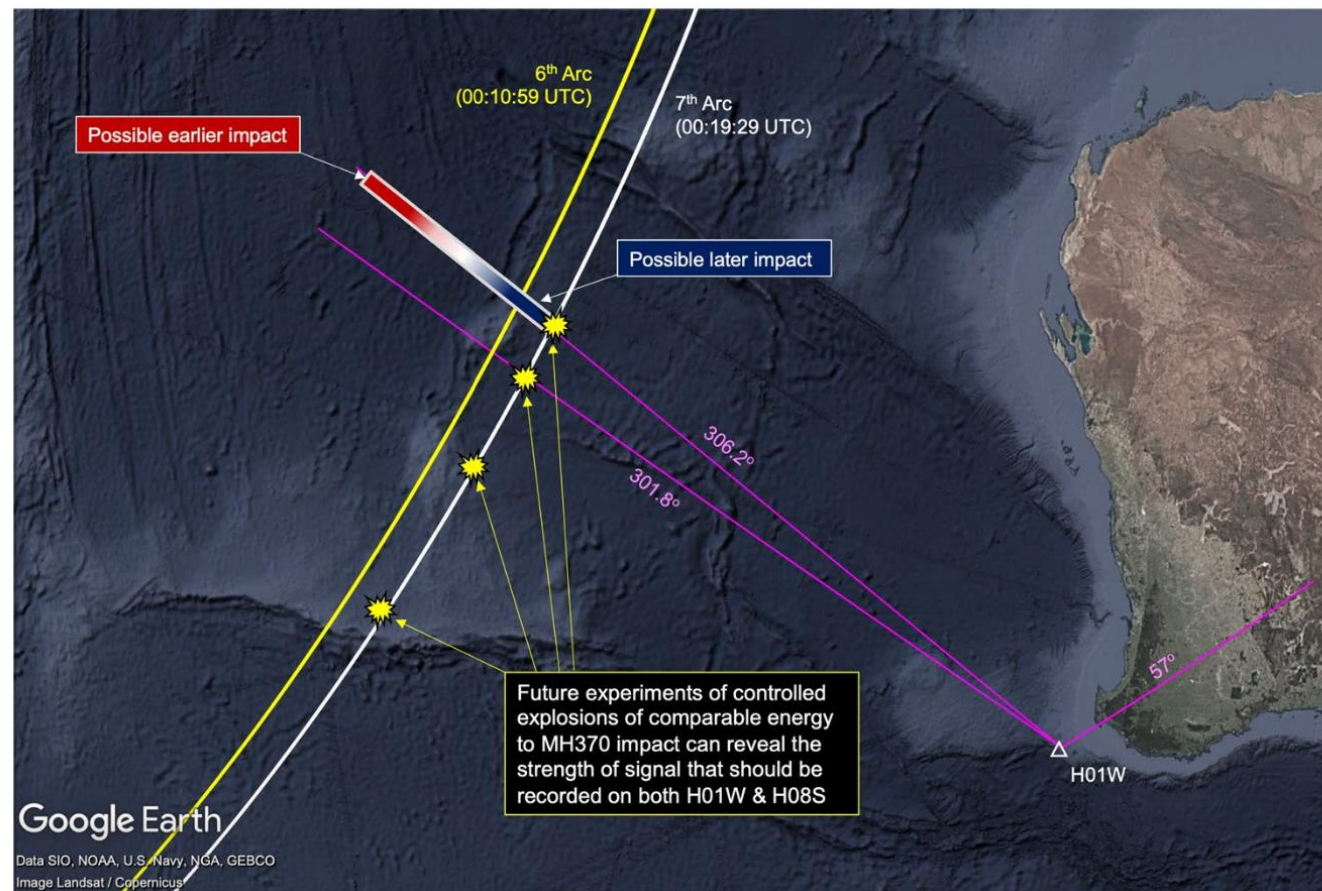 6th Arc
(00:10:59 UTC)
7th Arc
(00:19:29 UTC)
Possible earlier impact
Possible later impact
306.2º
301.8º
57º
Future experiments of controlled
explosions of comparable energy
to MH370 impact can reveal the
strength of signal that should be
recorded on both H01W & H08S
H01W
Google Earth
Data SIO, NOAA, U.S. Navy, NGA, GEBCO
Image Landsat / Copernicus